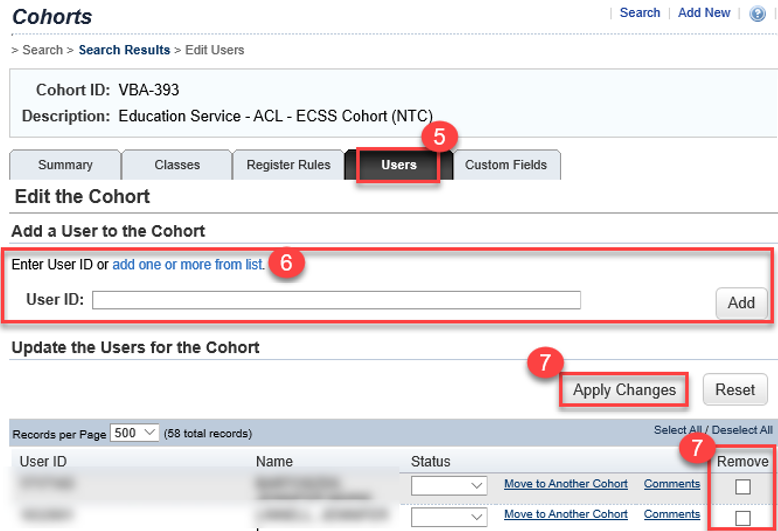 Cohorts
Search
Add New
> Search > Search Results > Edit Users
Cohort ID: VBA-393
Description: Education Service - ACL - ECSS Cohort (NTC)
5
Summary
Classes
Register Rules
Users
Custom Fields
Edit the Cohort
Add a User to the Cohort
Enter User ID or add one or more from list.
6
User ID:
Add
Update the Users for the Cohort
7
Apply Changes
Reset
Records per Page 500 (58 total records)
Select All / Deselect All
7
User ID
Name
Status
Remove
Move to Another Cohort
Comments
Move to Another Cohort
Comments